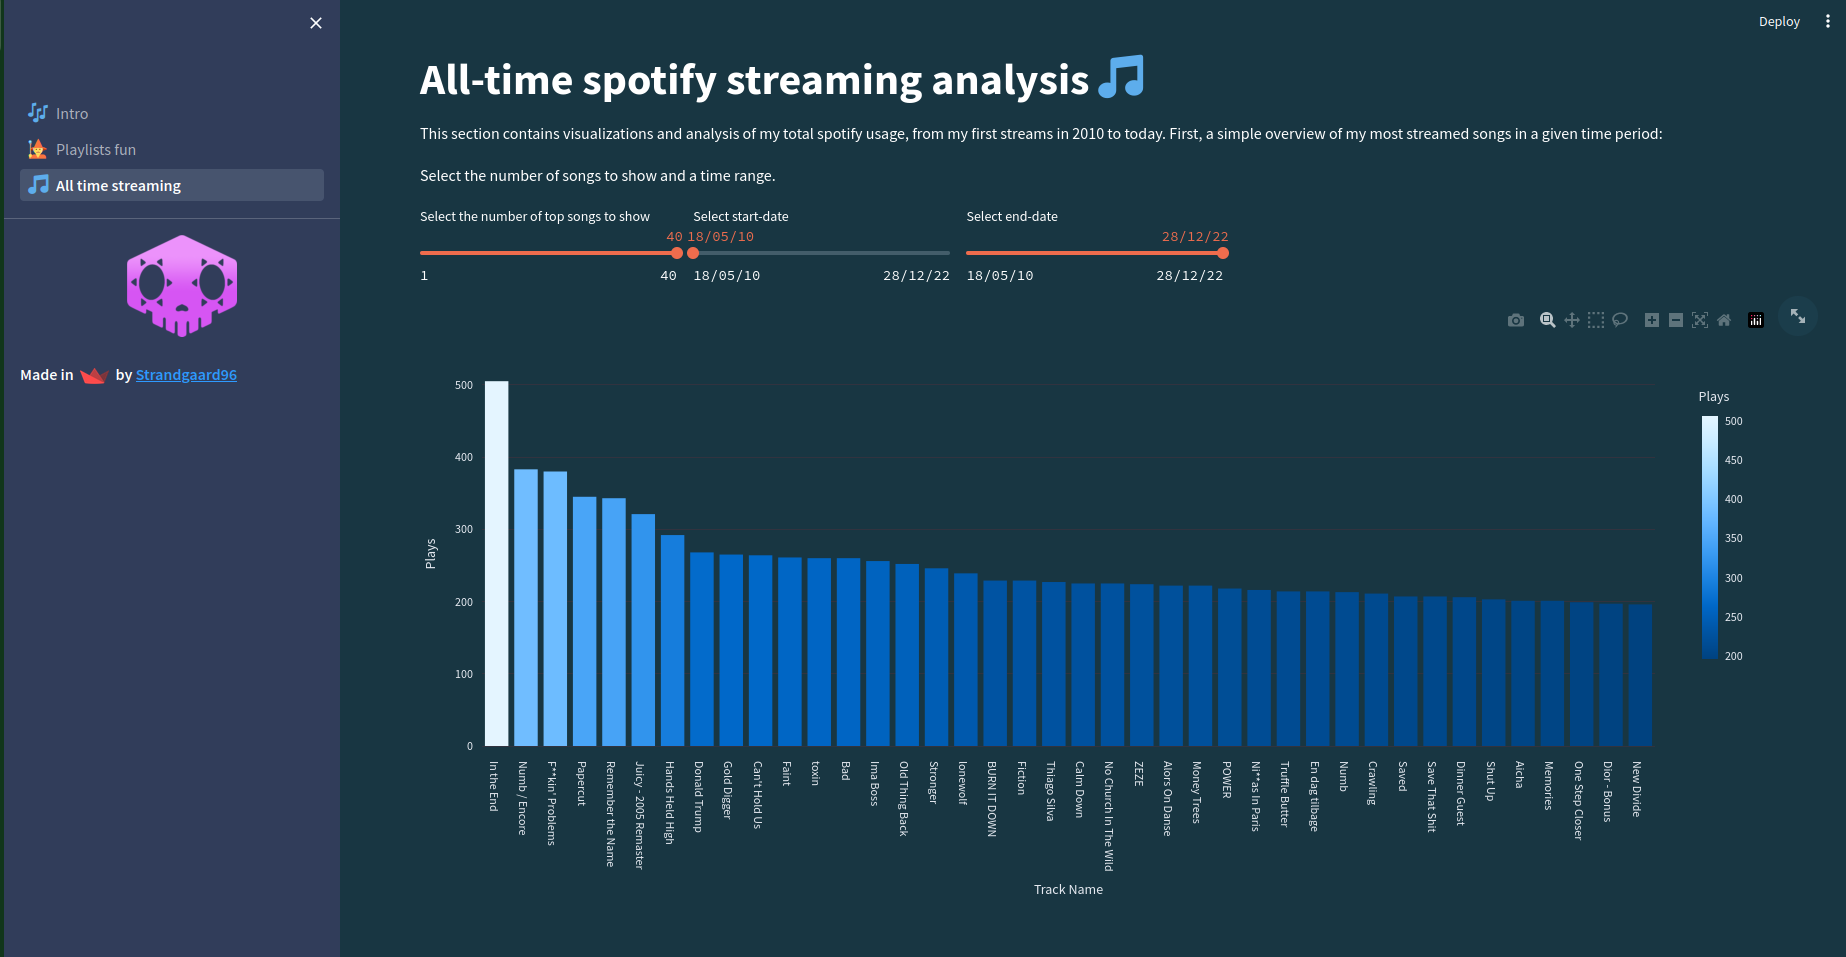 Deploy
Intro
Playlists fun
All time streaming
Made in by Strandgaard96
All-time spotify streaming analysis
This section contains visualizations and analysis of my total spotify usage, from my first streams in 2010 to today. First, a simple overview of my most streamed songs in a given time period:
Select the number of songs to show and a time range.
Select the number of top songs to show
40
1 40
Select start-date
18/05/10
18/05/10 28/12/22
Select end-date
28/12/22
18/05/10 28/12/22
Plays
500
400
300
200
100
0
In the End
Numb / Encore
F**kin' Problems
Papercut
Remember the Name
Juicy - 2005 Remaster
Hands Held High
Donald Trump
Gold Digger
Can't Hold Us
Faint
toxin
Bad
Ima Boss
Old Thing Back
Stronger
lonewolf
BURN IT DOWN
Fiction
Thiago Silva
Calm Down
No Church In The Wild
ZEZE
Alors On Danse
Money Trees
POWER
Ni**as In Paris
Truffle Butter
En dag tilbage
Numb
Crawling
Saved
Save That Shit
Dinner Guest
Shut Up
Aicha
Memories
One Step Closer
Dior - Bonus
New Divide
Track Name
Plays
500
450
400
350
300
250
200